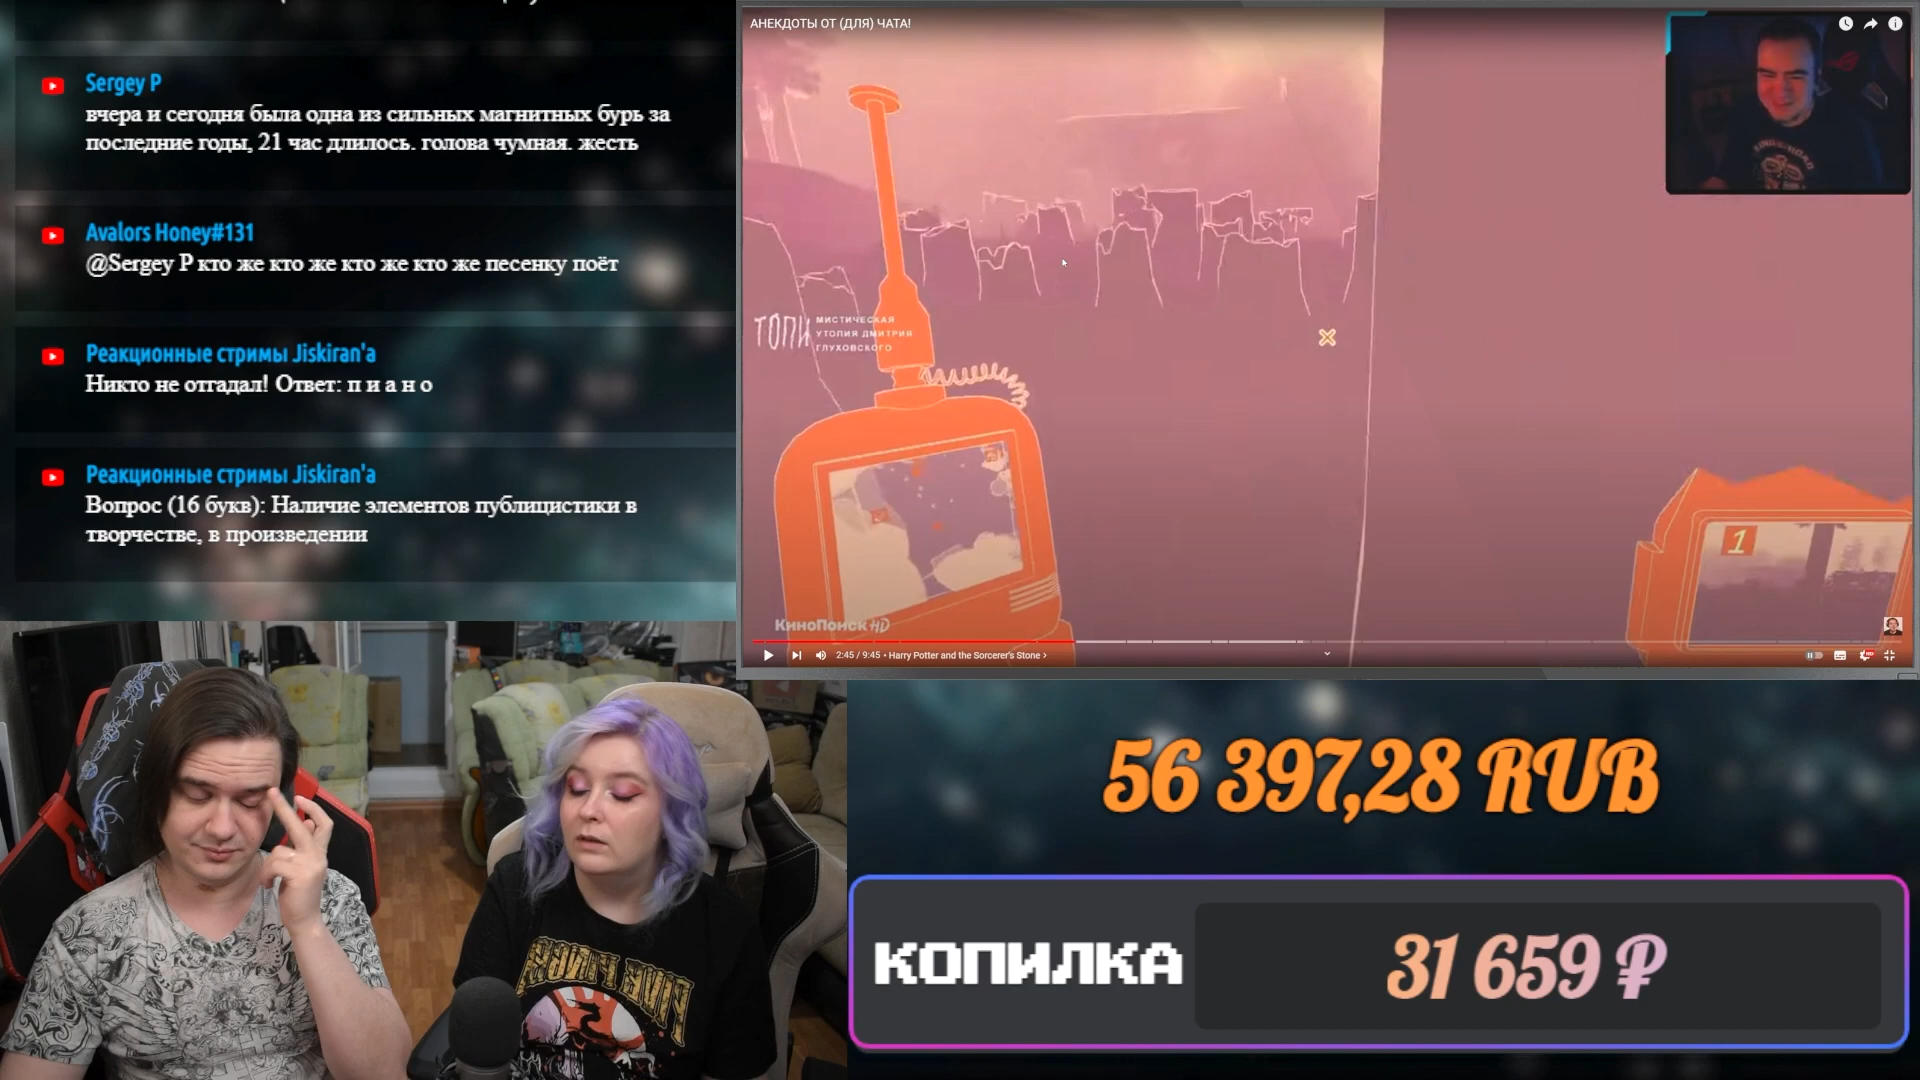 Sergey P
вчера и сегодня была одна из сильных магнитных бурь за
последние годы, 21 час длилось. голова чумная. жесть
Avalors Honey#131
@Sergey P кто же кто же кто же кто же песенку поёт
Реакционные стримы Jiskiran'a
Никто не отгадал! Ответ: п и а н о
Реакционные стримы Jiskiran'a
Вопрос (16 букв): Наличие элементов публицистики в
творчестве, в произведении
АНЕКДОТЫ ОТ (ДЛЯ) ЧАТА!
ТОПИ
МИСТИЧЕСКАЯ
УТОПИЯ ДМИТРИЯ
ГЛУХОВСКОГО
1
КиноПоиск HD
2:45 / 9:45 • Harry Potter and the Sorcerer's Stone ›
FIVE FINGER
56 397,28 RUB
КОПИЛКА
31 659 ₽